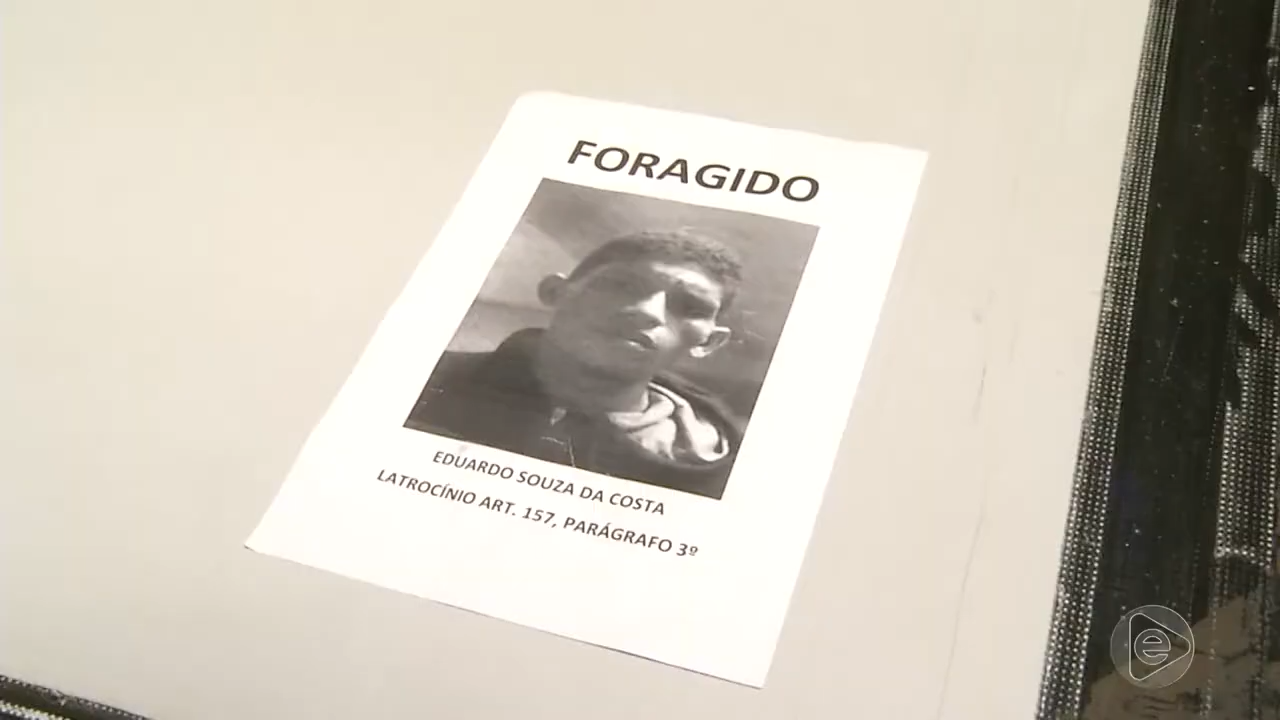 FORAGIDO
EDUARDO SOUZA DA COSTA
LATROCÍNIO ART. 157, PARÁGRAFO 3º
e